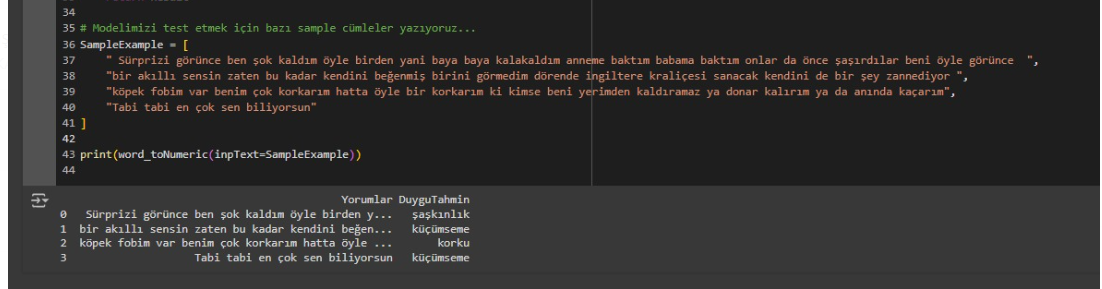 34
35 # Modelimizi test etmek için bazı sample cümleler yazıyoruz...
36 SampleExample = [
37 " Sürprizi görünce ben şok kaldım öyle birden yani baya baya kalakaldım anneme baktım babama baktım onlar da önce şaşırdılar beni öyle görünce  ",
38 "bir akıllı sensin zaten bu kadar kendini beğenmiş birini görmedim dörende ingiltere kraliçesi sanacak kendini de bir şey zannediyor ",
39 "köpek fobim var benim çok korkarım hatta öyle bir korkarım ki kimse beni yerimden kaldıramaz ya donar kalırım ya da anında kaçarım",
40 "Tabi tabi en çok sen biliyorsun"
41 ]
42
43 print(word_toNumeric(inpText=SampleExample))
44
Yorumlar DuyguTahmin
0 Sürprizi görünce ben şok kaldım öyle birden y... şaşkınlık
1 bir akıllı sensin zaten bu kadar kendini beğen... küçümseme
2 köpek fobim var benim çok korkarım hatta öyle ... korku
3 Tabi tabi en çok sen biliyorsun küçümseme